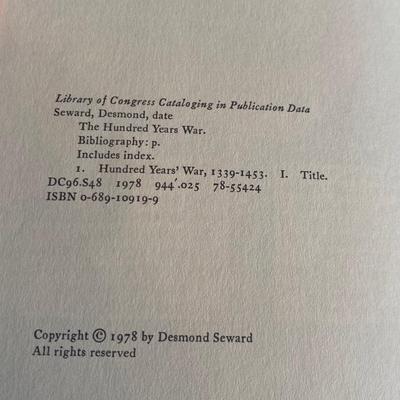 Library of Congress Cataloging in Publication Data
Seward, Desmond, date
The Hundred Years War.
Bibliography: p.
Includes index.
1. Hundred Years' War, 1339-1453. I. Title.
DC96.S48 1978 944'.025 78-55424
ISBN 0-689-10919-9
Copyright © 1978 by Desmond Seward
All rights reserved